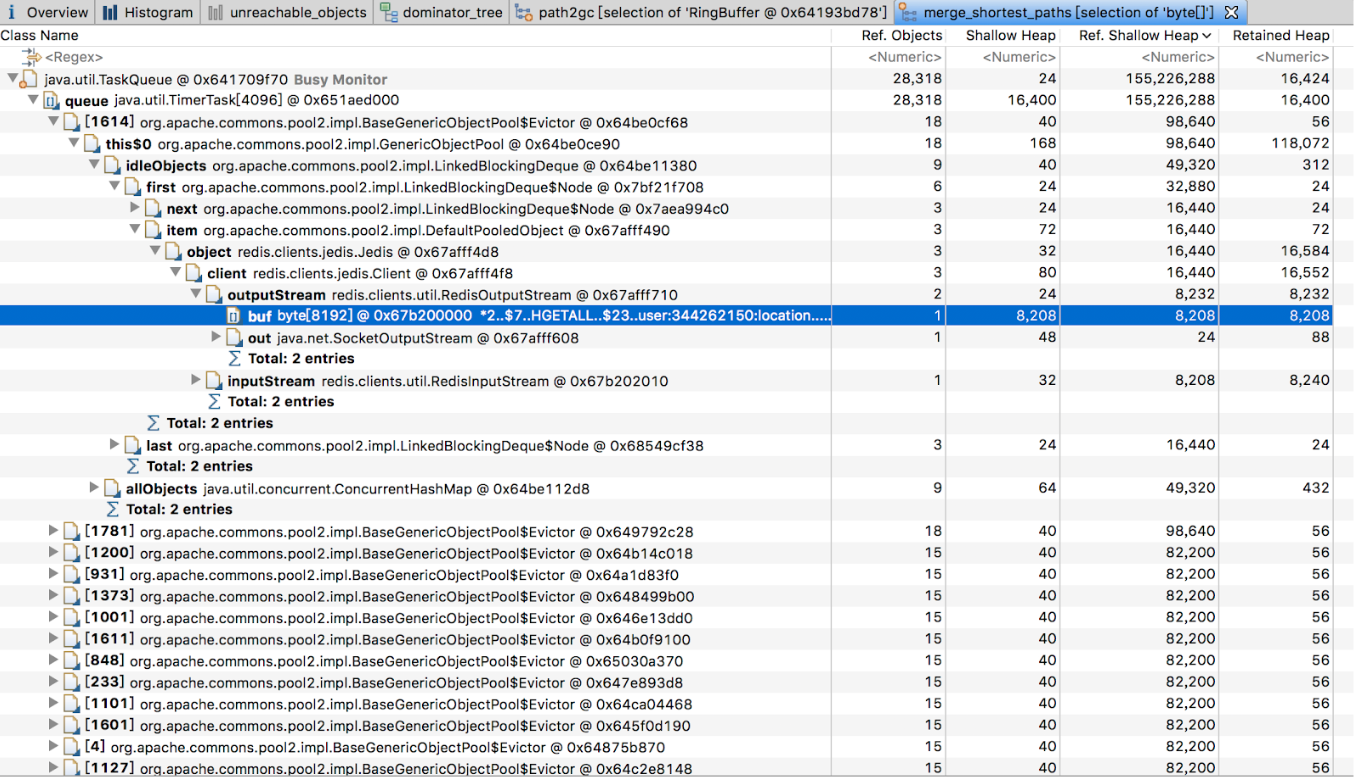 Overview Histogram unreachable_objects dominator_tree path2gc [selection of 'RingBuffer @ 0x64193bd78'] merge_shortest_paths [selection of 'byte[]']
Class Name Ref. Objects Shallow Heap Ref. Shallow Heap Retained Heap
<Regex> <Numeric> <Numeric> <Numeric> <Numeric>
java.util.TaskQueue @ 0x641709f70 Busy Monitor 28,318 24 155,226,288 16,424
queue java.util.TimerTask[4096] @ 0x651aed000 28,318 16,400 155,226,288 16,400
[1614] org.apache.commons.pool2.impl.BaseGenericObjectPool$Evictor @ 0x64be0cf68 18 40 98,640 56
this$0 org.apache.commons.pool2.impl.GenericObjectPool @ 0x64be0ce90 18 168 98,640 118,072
idleObjects org.apache.commons.pool2.impl.LinkedBlockingDeque @ 0x64be11380 9 40 49,320 312
first org.apache.commons.pool2.impl.LinkedBlockingDeque$Node @ 0x7bf21f708 6 24 32,880 24
next org.apache.commons.pool2.impl.LinkedBlockingDeque$Node @ 0x7aea994c0 3 24 16,440 24
item org.apache.commons.pool2.impl.DefaultPooledObject @ 0x67afff490 3 72 16,440 72
object redis.clients.jedis.Jedis @ 0x67afff4d8 3 32 16,440 16,584
client redis.clients.jedis.Client @ 0x67afff4f8 3 80 16,440 16,552
outputStream redis.clients.util.RedisOutputStream @ 0x67afff710 2 24 8,232 8,232
buf byte[8192] @ 0x67b200000 *2..$7..HGETALL..$23..user:344262150:location..... 1 8,208 8,208 8,208
out java.net.SocketOutputStream @ 0x67afff608 1 48 24 88
Total: 2 entries
inputStream redis.clients.util.RedisInputStream @ 0x67b202010 1 32 8,208 8,240
Total: 2 entries
Total: 2 entries
last org.apache.commons.pool2.impl.LinkedBlockingDeque$Node @ 0x68549cf38 3 24 16,440 24
Total: 2 entries
allObjects java.util.concurrent.ConcurrentHashMap @ 0x64be112d8 9 64 49,320 432
Total: 2 entries
[1781] org.apache.commons.pool2.impl.BaseGenericObjectPool$Evictor @ 0x649792c28 18 40 98,640 56
[1200] org.apache.commons.pool2.impl.BaseGenericObjectPool$Evictor @ 0x64b14c018 15 40 82,200 56
[931] org.apache.commons.pool2.impl.BaseGenericObjectPool$Evictor @ 0x64a1d83f0 15 40 82,200 56
[1373] org.apache.commons.pool2.impl.BaseGenericObjectPool$Evictor @ 0x648499b00 15 40 82,200 56
[1001] org.apache.commons.pool2.impl.BaseGenericObjectPool$Evictor @ 0x646e13dd0 15 40 82,200 56
[1611] org.apache.commons.pool2.impl.BaseGenericObjectPool$Evictor @ 0x64b0f9100 15 40 82,200 56
[848] org.apache.commons.pool2.impl.BaseGenericObjectPool$Evictor @ 0x65030a370 15 40 82,200 56
[233] org.apache.commons.pool2.impl.BaseGenericObjectPool$Evictor @ 0x647e893d8 15 40 82,200 56
[1101] org.apache.commons.pool2.impl.BaseGenericObjectPool$Evictor @ 0x64ca04468 15 40 82,200 56
[1601] org.apache.commons.pool2.impl.BaseGenericObjectPool$Evictor @ 0x645f0d190 15 40 82,200 56
[4] org.apache.commons.pool2.impl.BaseGenericObjectPool$Evictor @ 0x64875b870 15 40 82,200 56
[1127] org.apache.commons.pool2.impl.BaseGenericObjectPool$Evictor @ 0x64c2e8148 15 40 82,200 56